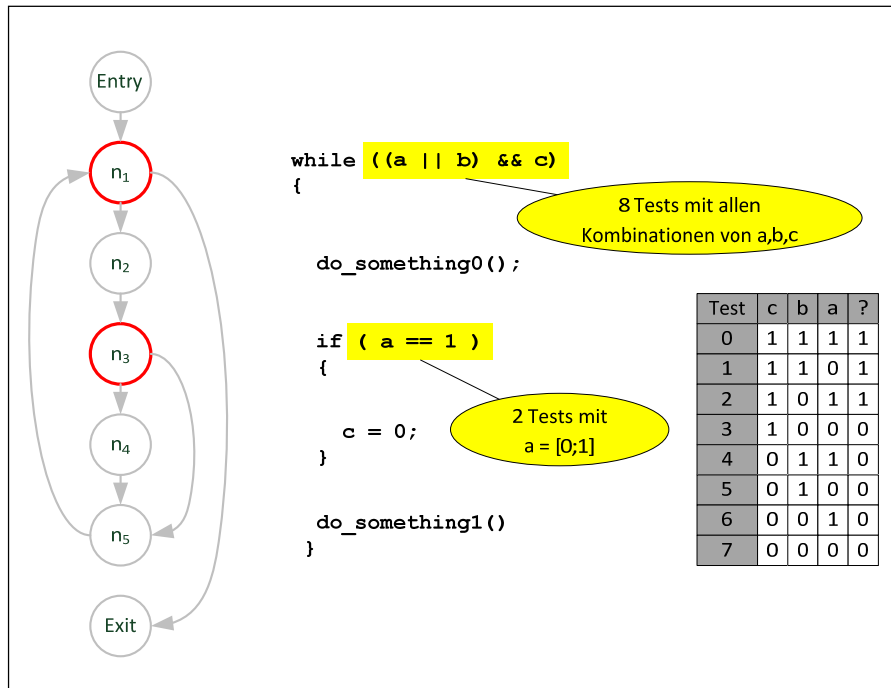 Entry
n1
n2
n3
n4
n5
Exit
while ((a || b) && c)
{
8 Tests mit allen
Kombinationen von a,b,c
do_something0();
if ( a == 1 )
{
2 Tests mit
a = [0;1]
c = 0;
}
do_something1()
}
Test c b a ?
0 1 1 1 1
1 1 1 0 1
2 1 0 1 1
3 1 0 0 0
4 0 1 1 0
5 0 1 0 0
6 0 0 1 0
7 0 0 0 0